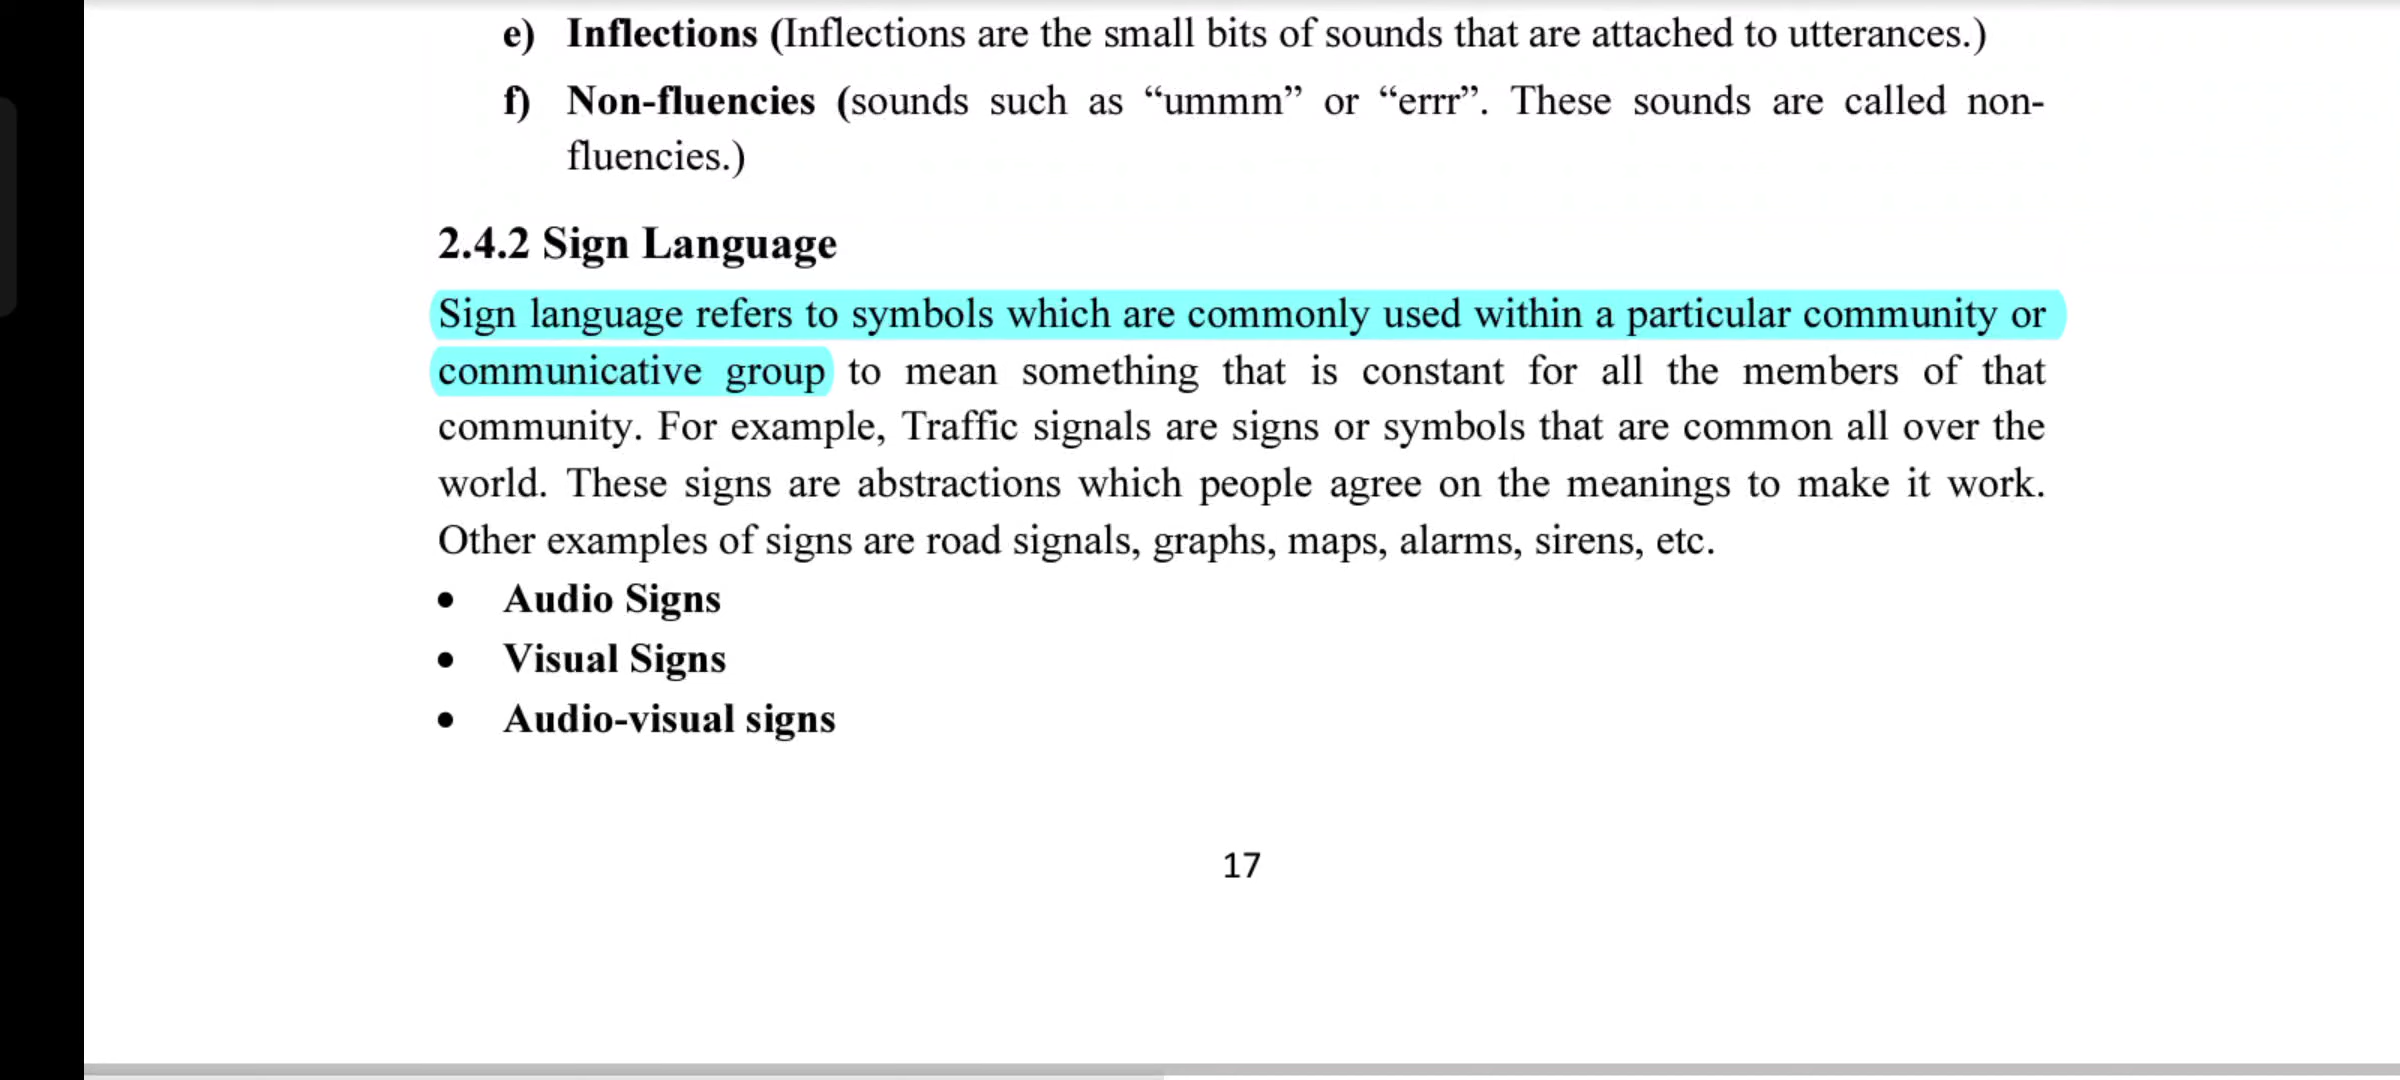 e) Inflections (Inflections are the small bits of sounds that are attached to utterances.)
f) Non-fluencies (sounds such as “ummm” or “errr”. These sounds are called non-
fluencies.)
2.4.2 Sign Language
Sign language refers to symbols which are commonly used within a particular community or
communicative group to mean something that is constant for all the members of that
community. For example, Traffic signals are signs or symbols that are common all over the
world. These signs are abstractions which people agree on the meanings to make it work.
Other examples of signs are road signals, graphs, maps, alarms, sirens, etc.
• Audio Signs
• Visual Signs
• Audio-visual signs
17